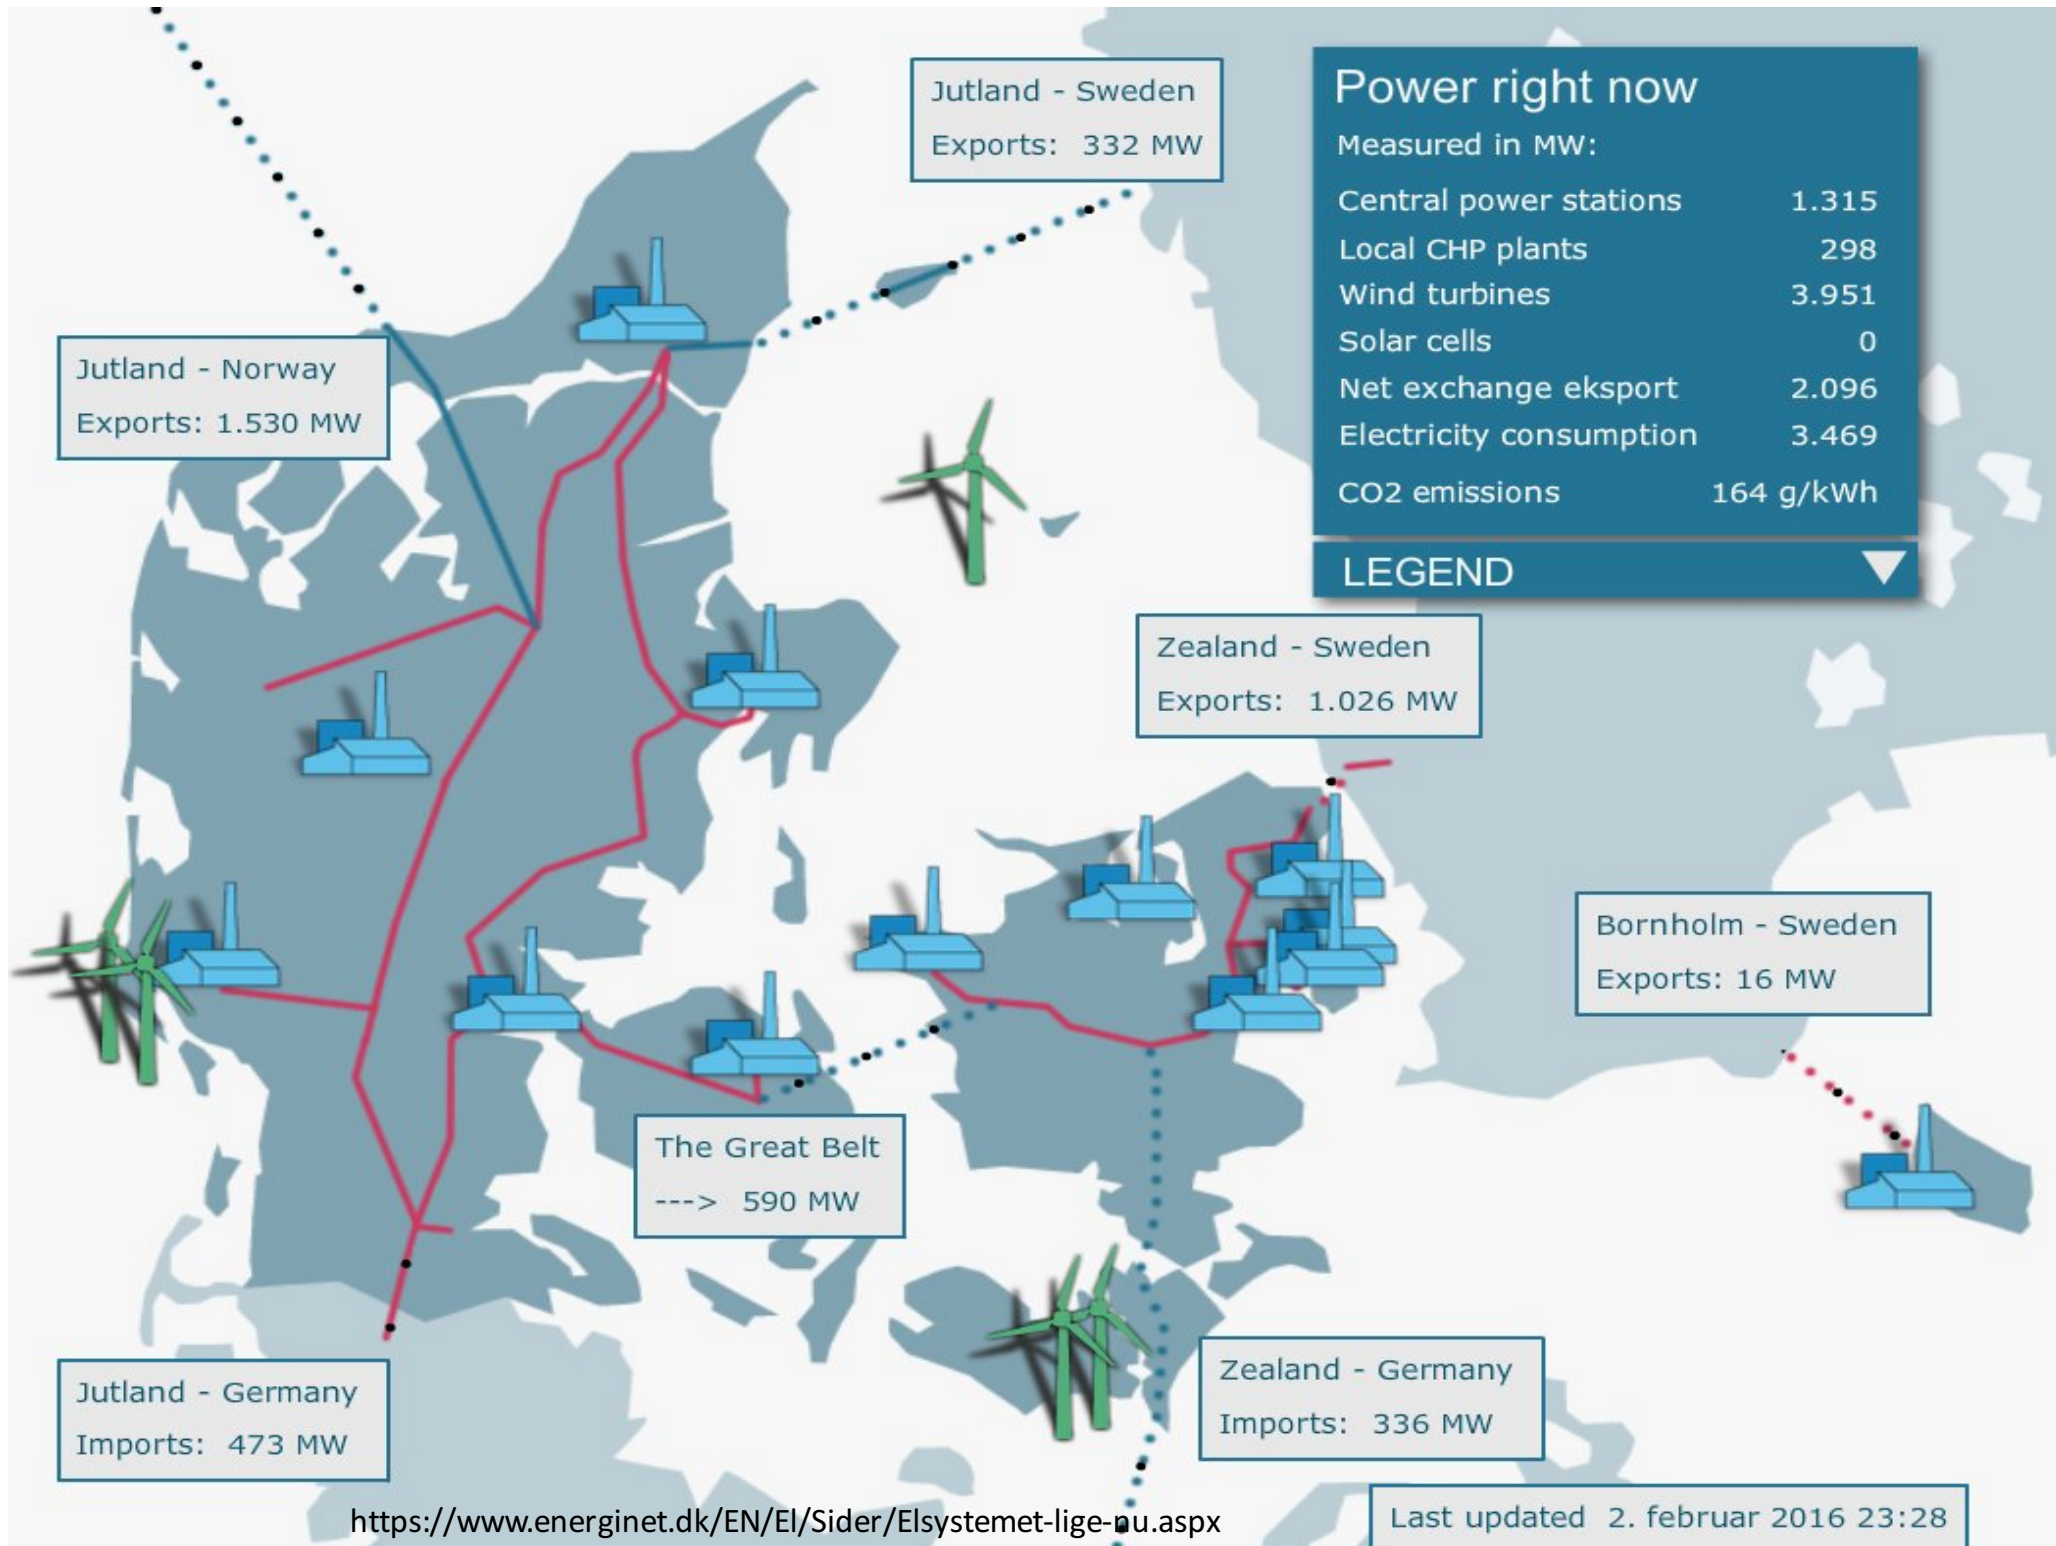 Jutland - Sweden
Exports: 332 MW
Power right now
Measured in MW:
Central power stations 1.315
Local CHP plants 298
Wind turbines 3.951
Solar cells 0
Net exchange eksport 2.096
Electricity consumption 3.469
CO2 emissions 164 g/kWh
LEGEND
Jutland - Norway
Exports: 1.530 MW
Zealand - Sweden
Exports: 1.026 MW
Bornholm - Sweden
Exports: 16 MW
The Great Belt
---> 590 MW
Jutland - Germany
Imports: 473 MW
Zealand - Germany
Imports: 336 MW
https://www.energinet.dk/EN/El/Sider/Elsystemet-lige-nu.aspx
Last updated 2. februar 2016 23:28